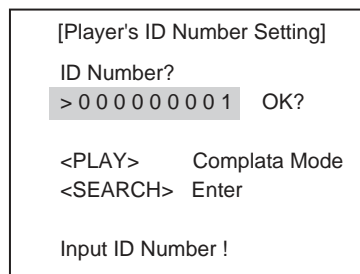 [Player's ID Number Setting]
ID Number?
> 0 0 0 0 0 0 0 0 1 OK?
<PLAY> Complata Mode
<SEARCH> Enter
Input ID Number !